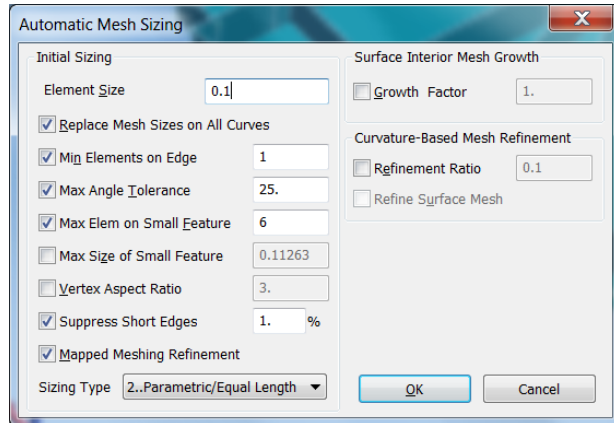 Automatic Mesh Sizing
Initial Sizing
Element Size 0.1
Replace Mesh Sizes on All Curves
Min Elements on Edge 1
Max Angle Tolerance 25.
Max Elem on Small Feature 6
Max Size of Small Feature 0.11263
Vertex Aspect Ratio 3.
Suppress Short Edges 1. %
Mapped Meshing Refinement
Sizing Type 2..Parametric/Equal Length
Surface Interior Mesh Growth
Growth Factor 1.
Curvature-Based Mesh Refinement
Refinement Ratio 0.1
Refine Surface Mesh
OK Cancel